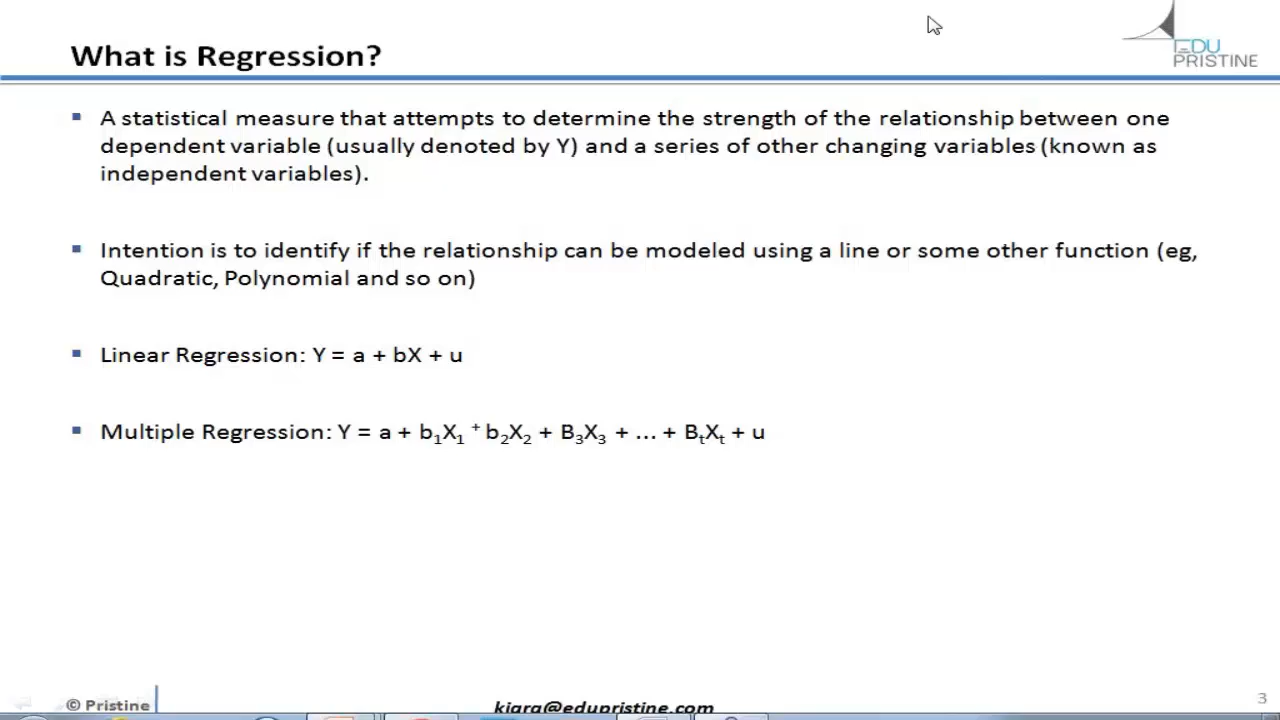 What is Regression?
EDU
PRISTINE
▪ A statistical measure that attempts to determine the strength of the relationship between one
dependent variable (usually denoted by Y) and a series of other changing variables (known as
independent variables).
▪ Intention is to identify if the relationship can be modeled using a line or some other function (eg,
Quadratic, Polynomial and so on)
▪ Linear Regression: Y = a + bX + u
▪ Multiple Regression: Y = a + b₁X₁ ⁺ b₂X₂ + B₃X₃ + ... + BₜXₜ + u
© Pristine
kiara@edupristine.com
3